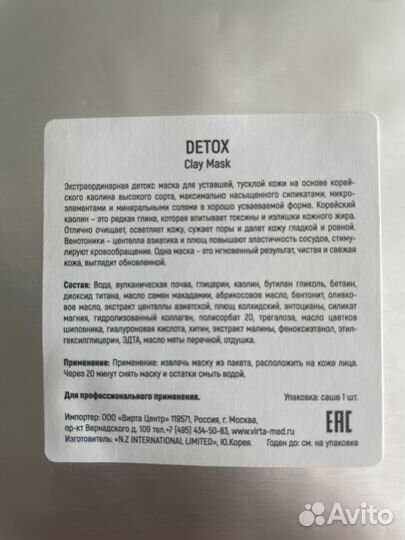 DETOX
Clay Mask
Экстраординарная детокс маска для уставшей, тусклой кожи на основе корей-
ского каолина высокого сорта, максимально насыщенного силикатами, микро-
элементами и минеральными солями в хорошо усваеваемой форме. Корейский
каолин – это редкая глина, которая впитывает токсины и излишки кожного жира.
Отлично очищает, осветляет кожу, сужает поры и далет кожу гладкой и ровной.
Венотоники – центелла азиатика и плющ повышают эластичность сосудов, стиму-
лируют кровообращение. Одна маска – это мгновенный результат, чистая и свежая
кожа, выглядит обновленной.
Состав: Вода, вулканическая почва, глицерин, каолин, бутилен гликоль, бетаин,
диоксид титана, масло семян макадамии, абрикосовое масло, бентонит, оливко-
вое масло, экстракт центеллы азиатской, плющ колхидский, антоцианы, силикат
магния, гидролизованный коллаген, полисорбат 20, трегалоза, масло цветков
шиповника, гиалуроновая кислота, хитин, экстракт малины, феноксиэтанол, этил-
гексилглицерин, ЭДТА, масло мяты перечной, отдушка.
Применение: Применение: извлечь маску из пакета, расположить на коже лица.
Через 20 минут снять маску и остатки смыть водой.
Для профессионального применения.
Упаковка: саше 1 шт.
Импортер: ООО «Вирта Центр» 119571, Россия, г. Москва,
пр-кт Вернадского д. 109 тел.+7 (495) 434-50-83, www.virta-med.ru
Изготовитель: «N.Z INTERNATIONAL LIMITED», Ю.Корея.
EAC
Годен до: см. на упаковке
Avito